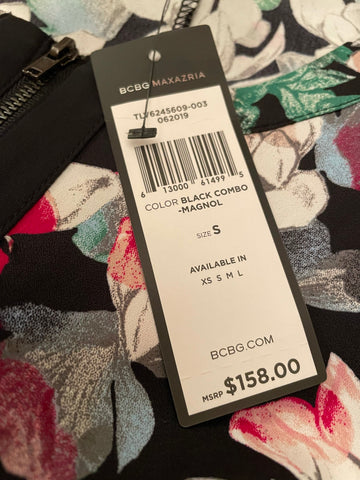 BCBGMAXAZRIA
TLY6245609-003
062019
6 13000 61499 5
COLOR BLACK COMBO
-MAGNOL
SIZE S
AVAILABLE IN
XS S M L
BCBG.COM
MSRP $158.00